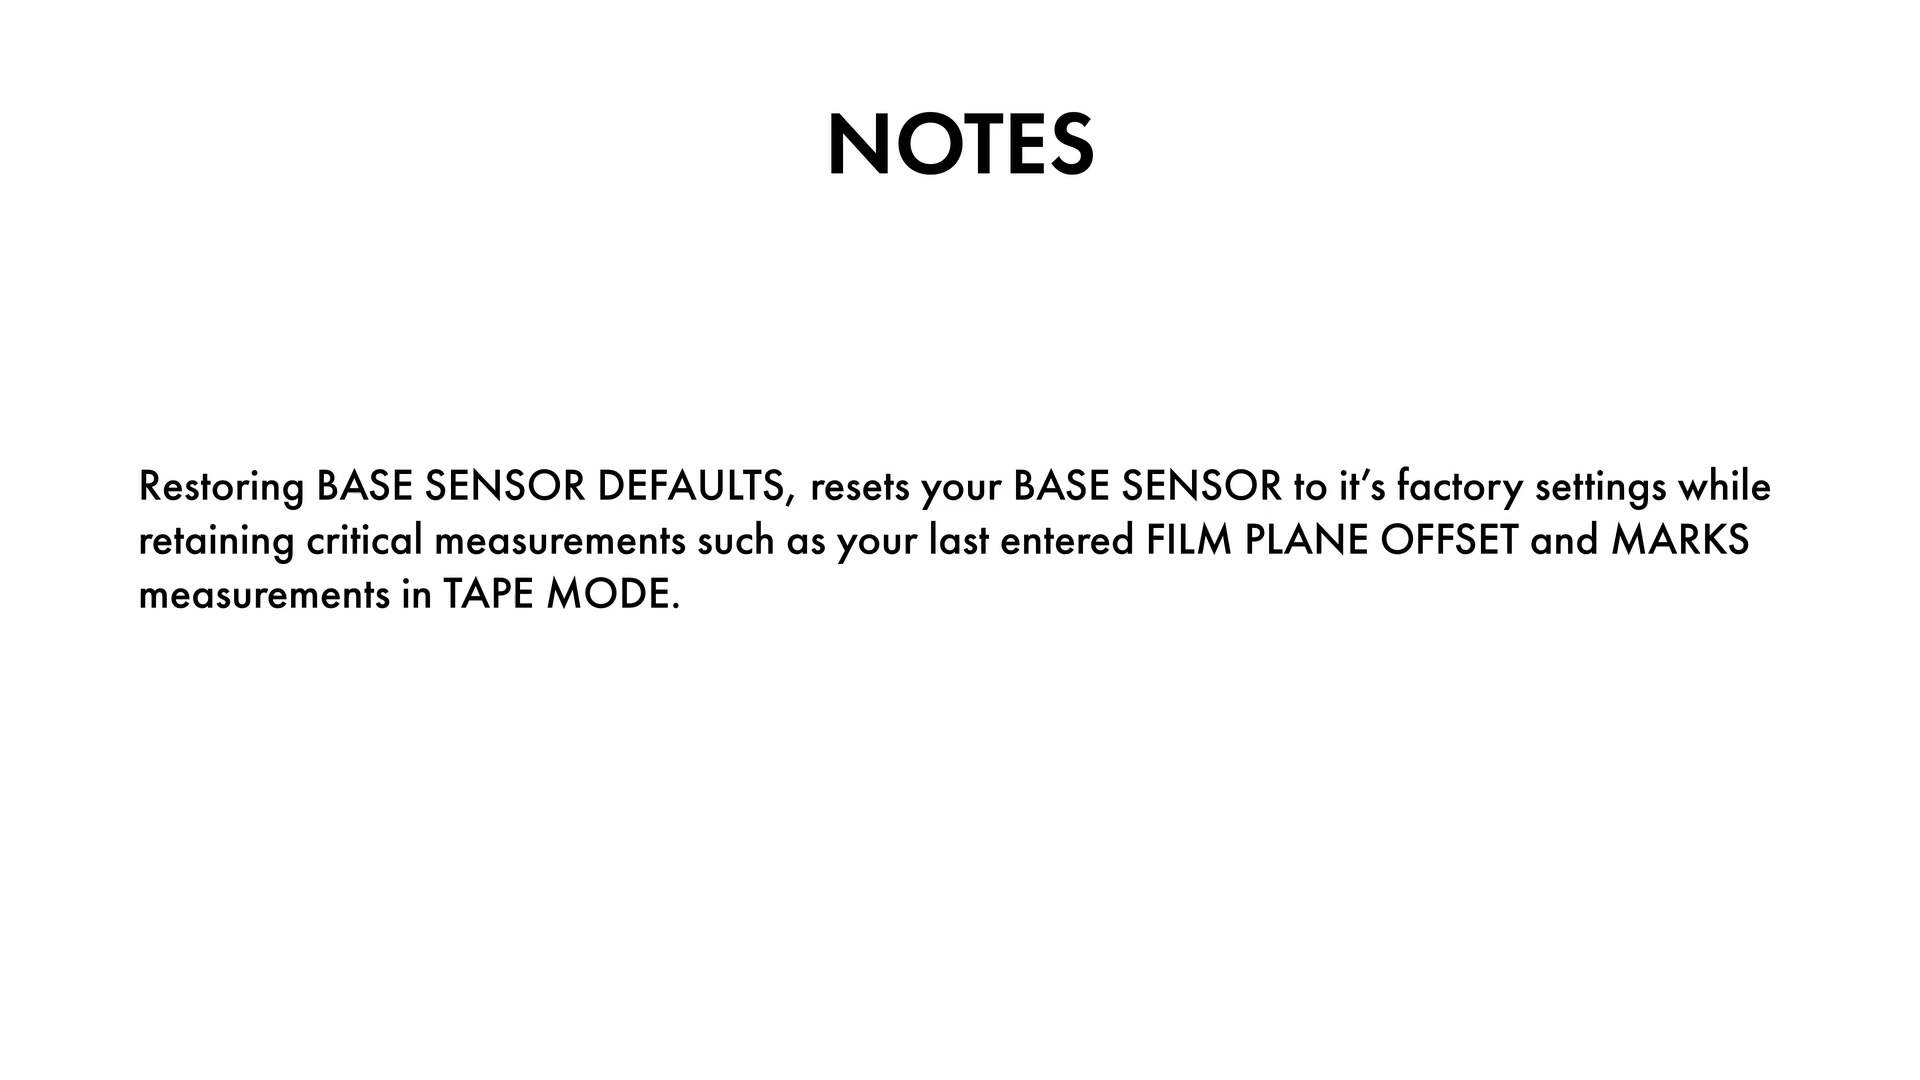 NOTES
Restoring BASE SENSOR DEFAULTS, resets your BASE SENSOR to it’s factory settings while
retaining critical measurements such as your last entered FILM PLANE OFFSET and MARKS
measurements in TAPE MODE.